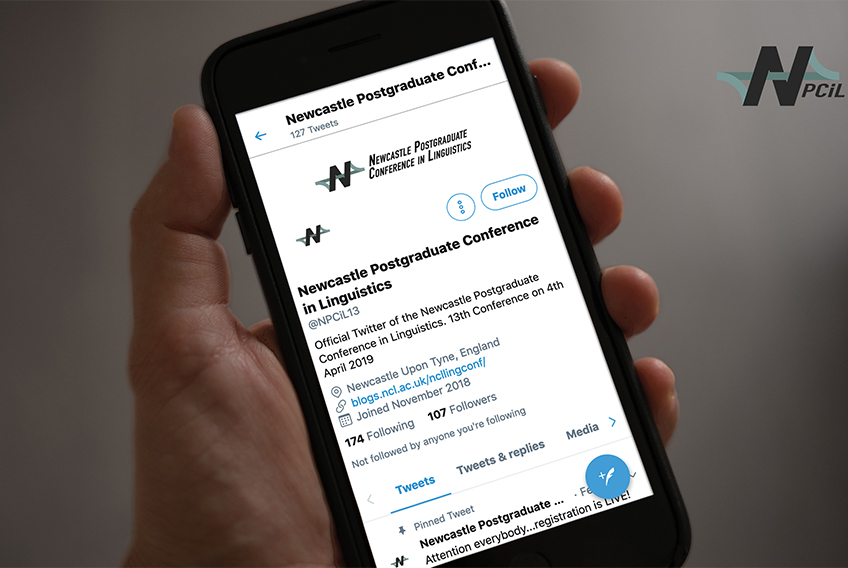 Newcastle Postgraduate Conf...
127 Tweets
NEWCASTLE POSTGRADUATE
CONFERENCE IN LINGUISTICS
Follow
Newcastle Postgraduate Conference
in Linguistics
@NPCiL13
Official Twitter of the Newcastle Postgraduate
Conference in Linguistics. 13th Conference on 4th
April 2019
Newcastle Upon Tyne, England
blogs.ncl.ac.uk/ncllingconf/
Joined November 2018
174 Following 107 Followers
Not followed by anyone you're following
Tweets Tweets & replies Media
Pinned Tweet
Newcastle Postgraduate ... · Fe
Attention everybody...registration is LIVE!
NPCiL